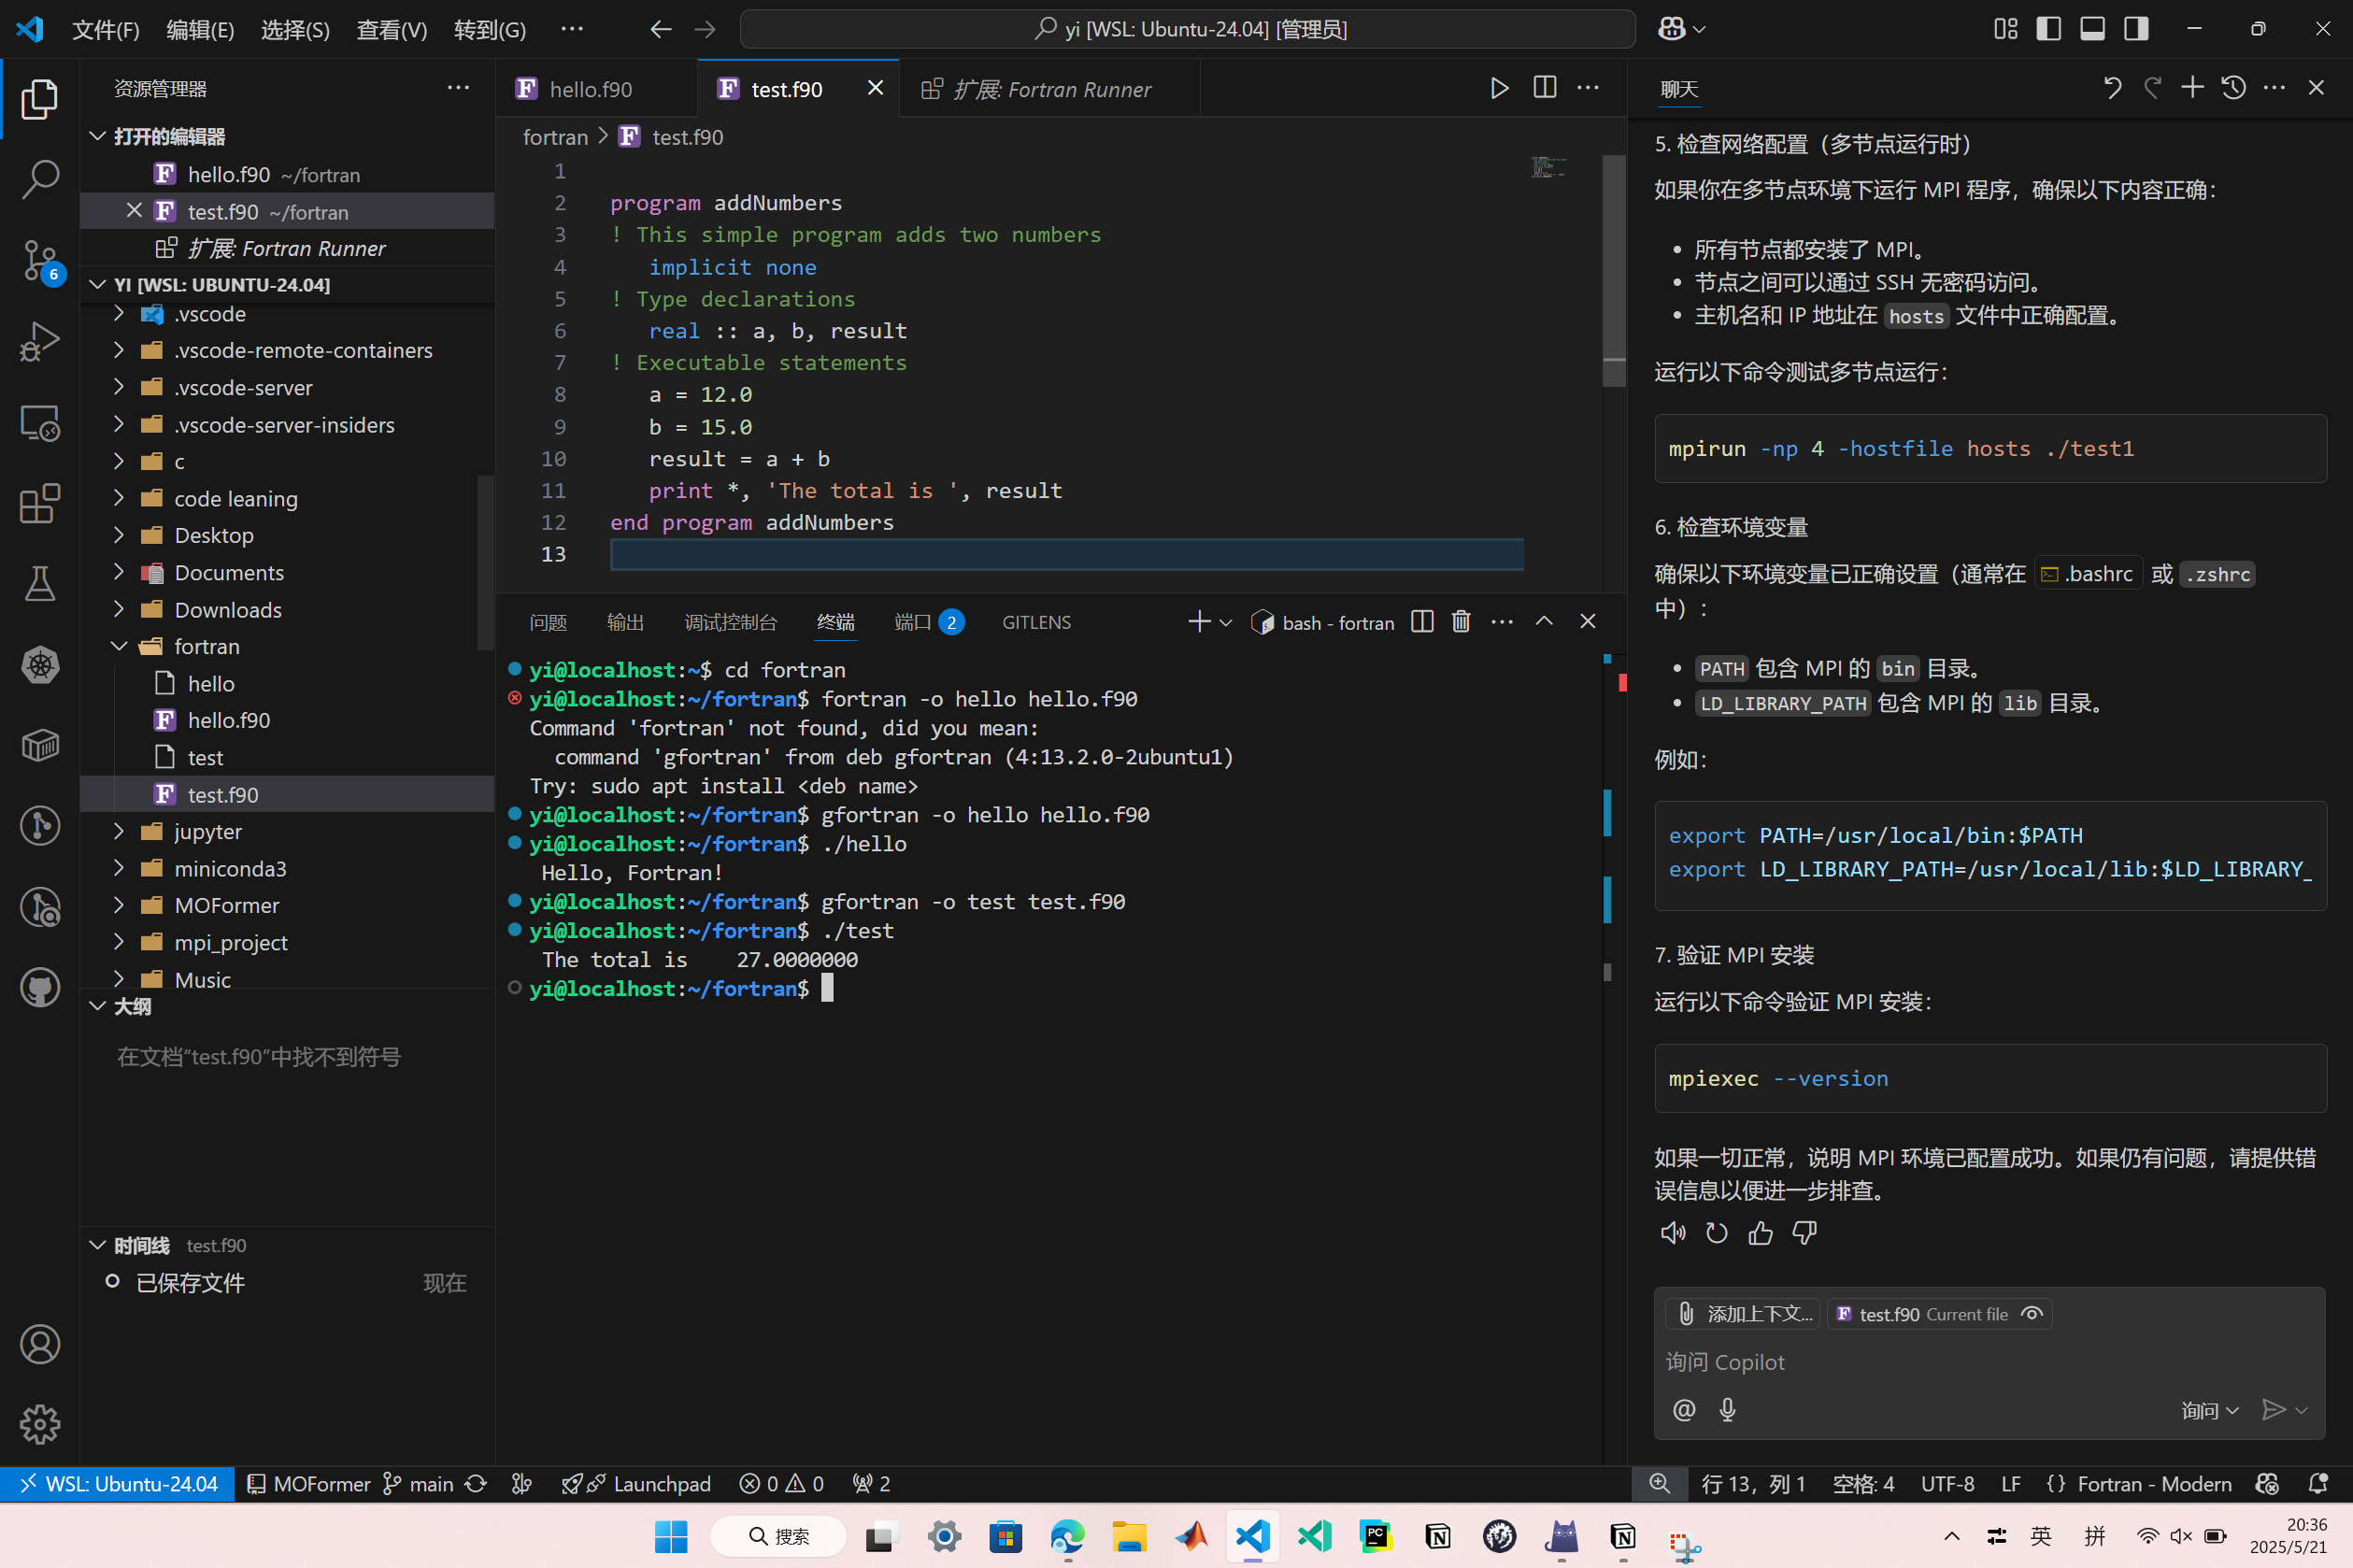 文件(F) 编辑(E) 选择(S) 查看(V) 转到(G) ··· yi [WSL: Ubuntu-24.04] [管理员]
资源管理器 ···
打开的编辑器
hello.f90 ~/fortran
test.f90 ~/fortran
扩展: Fortran Runner
YI [WSL: UBUNTU-24.04]
.vscode
.vscode-remote-containers
.vscode-server
.vscode-server-insiders
c
code leaning
Desktop
Documents
Downloads
fortran
hello
hello.f90
test
test.f90
jupyter
miniconda3
MOFormer
mpi_project
Music
大纲
在文档“test.f90”中找不到符号
时间线 test.f90
已保存文件 现在
6
hello.f90 test.f90 扩展: Fortran Runner
fortran > test.f90
1
2 program addNumbers
3 ! This simple program adds two numbers
4 implicit none
5 ! Type declarations
6 real :: a, b, result
7 ! Executable statements
8 a = 12.0
9 b = 15.0
10 result = a + b
11 print *, 'The total is ', result
12 end program addNumbers
13
问题 输出 调试控制台 终端 端口 2 GITLENS bash - fortran
yi@localhost:~$ cd fortran
yi@localhost:~/fortran$ fortran -o hello hello.f90
Command 'fortran' not found, did you mean:
command 'gfortran' from deb gfortran (4:13.2.0-2ubuntu1)
Try: sudo apt install <deb name>
yi@localhost:~/fortran$ gfortran -o hello hello.f90
yi@localhost:~/fortran$ ./hello
Hello, Fortran!
yi@localhost:~/fortran$ gfortran -o test test.f90
yi@localhost:~/fortran$ ./test
The total is 27.0000000
yi@localhost:~/fortran$
聊天
5. 检查网络配置（多节点运行时）
如果你在多节点环境下运行 MPI 程序，确保以下内容正确：
• 所有节点都安装了 MPI。
• 节点之间可以通过 SSH 无密码访问。
• 主机名和 IP 地址在 hosts 文件中正确配置。
运行以下命令测试多节点运行：
mpirun -np 4 -hostfile hosts ./test1
6. 检查环境变量
确保以下环境变量已正确设置（通常在 .bashrc 或 .zshrc
中）：
• PATH 包含 MPI 的 bin 目录。
• LD_LIBRARY_PATH 包含 MPI 的 lib 目录。
例如：
export PATH=/usr/local/bin:$PATH
export LD_LIBRARY_PATH=/usr/local/lib:$LD_LIBRARY_
7. 验证 MPI 安装
运行以下命令验证 MPI 安装：
mpiexec --version
如果一切正常，说明 MPI 环境已配置成功。如果仍有问题，请提供错
误信息以便进一步排查。
添加上下文... test.f90 Current file
询问 Copilot
@ 询问
WSL: Ubuntu-24.04 MOFormer main Launchpad 0 0 2 行 13，列 1 空格: 4 UTF-8 LF {} Fortran - Modern
搜索 PC 英 拼 20:36
2025/5/21